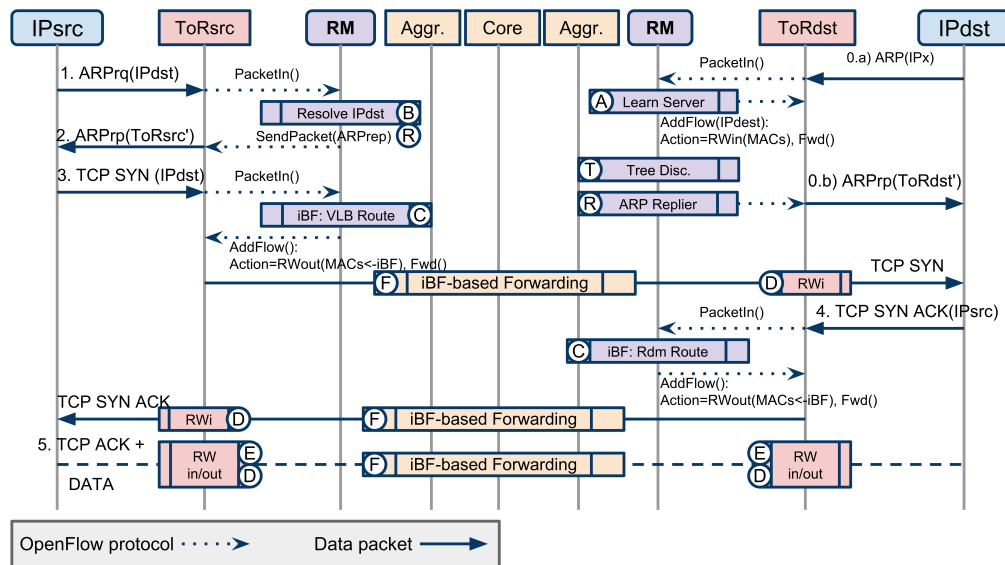 IPsrc
ToRsrc
RM
Aggr.
Core
Aggr.
RM
ToRdst
IPdst
1. ARPrq(IPdst)
PacketIn()
PacketIn()
0.a) ARP(IPx)
Resolve IPdst
B
A
Learn Server
2. ARPrp(ToRsrc')
SendPacket(ARPrep)
R
AddFlow(IPdest):
Action=RWin(MACs), Fwd()
3. TCP SYN (IPdst)
PacketIn()
T
Tree Disc.
0.b) ARPrp(ToRdst')
iBF: VLB Route
C
R
ARP Replier
AddFlow():
Action=RWout(MACs<-iBF), Fwd()
TCP SYN
F
iBF-based Forwarding
D
RWi
PacketIn()
4. TCP SYN ACK(IPsrc)
C
iBF: Rdm Route
AddFlow():
Action=RWout(MACs<-iBF), Fwd()
TCP SYN ACK
RWi
D
F
iBF-based Forwarding
5. TCP ACK +
DATA
RW
in/out
E
D
F
iBF-based Forwarding
E
D
RW
in/out
OpenFlow protocol
Data packet